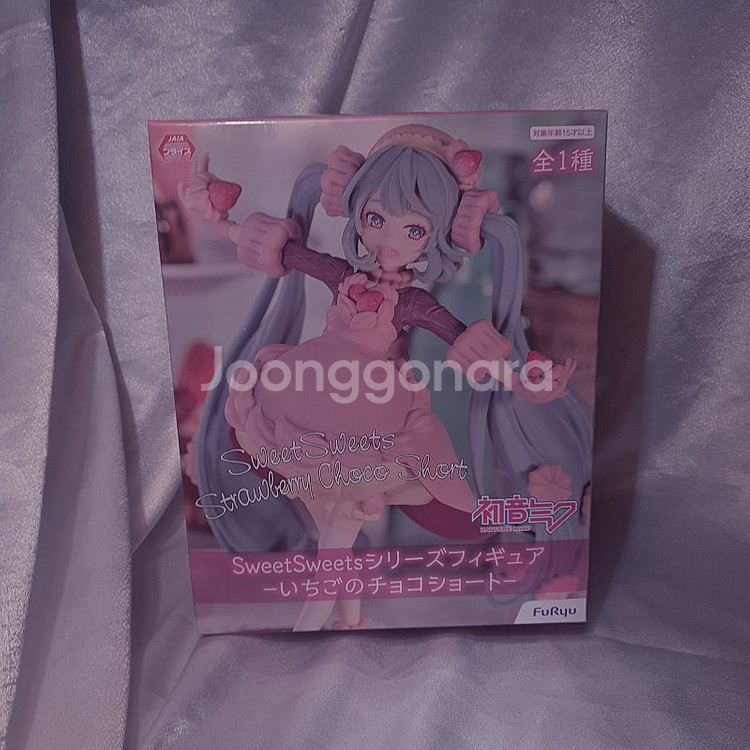 JAIA
プライズ
対象年齢15才以上
全1種
Joonggonara
SweetSweets
Strawberry Choco Short
初音ミク
HATSUNE MIKU
SweetSweetsシリーズフィギュア
−いちごのチョコショート−
FuRyu